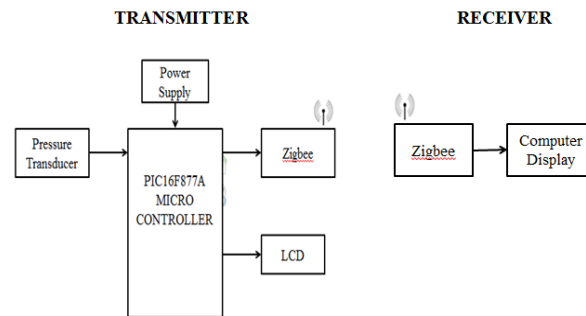 TRANSMITTER
RECEIVER
Power
Supply
Pressure
Transducer
PIC16F877A
MICRO
CONTROLLER
Zigbee
LCD
Zigbee
Computer
Display